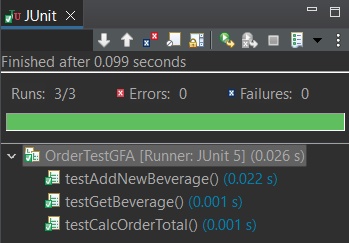 JUnit
Finished after 0.099 seconds
Runs: 3/3 Errors: 0 Failures: 0
OrderTestGFA [Runner: JUnit 5] (0.026 s)
testAddNewBeverage() (0.022 s)
testGetBeverage() (0.001 s)
testCalcOrderTotal() (0.001 s)